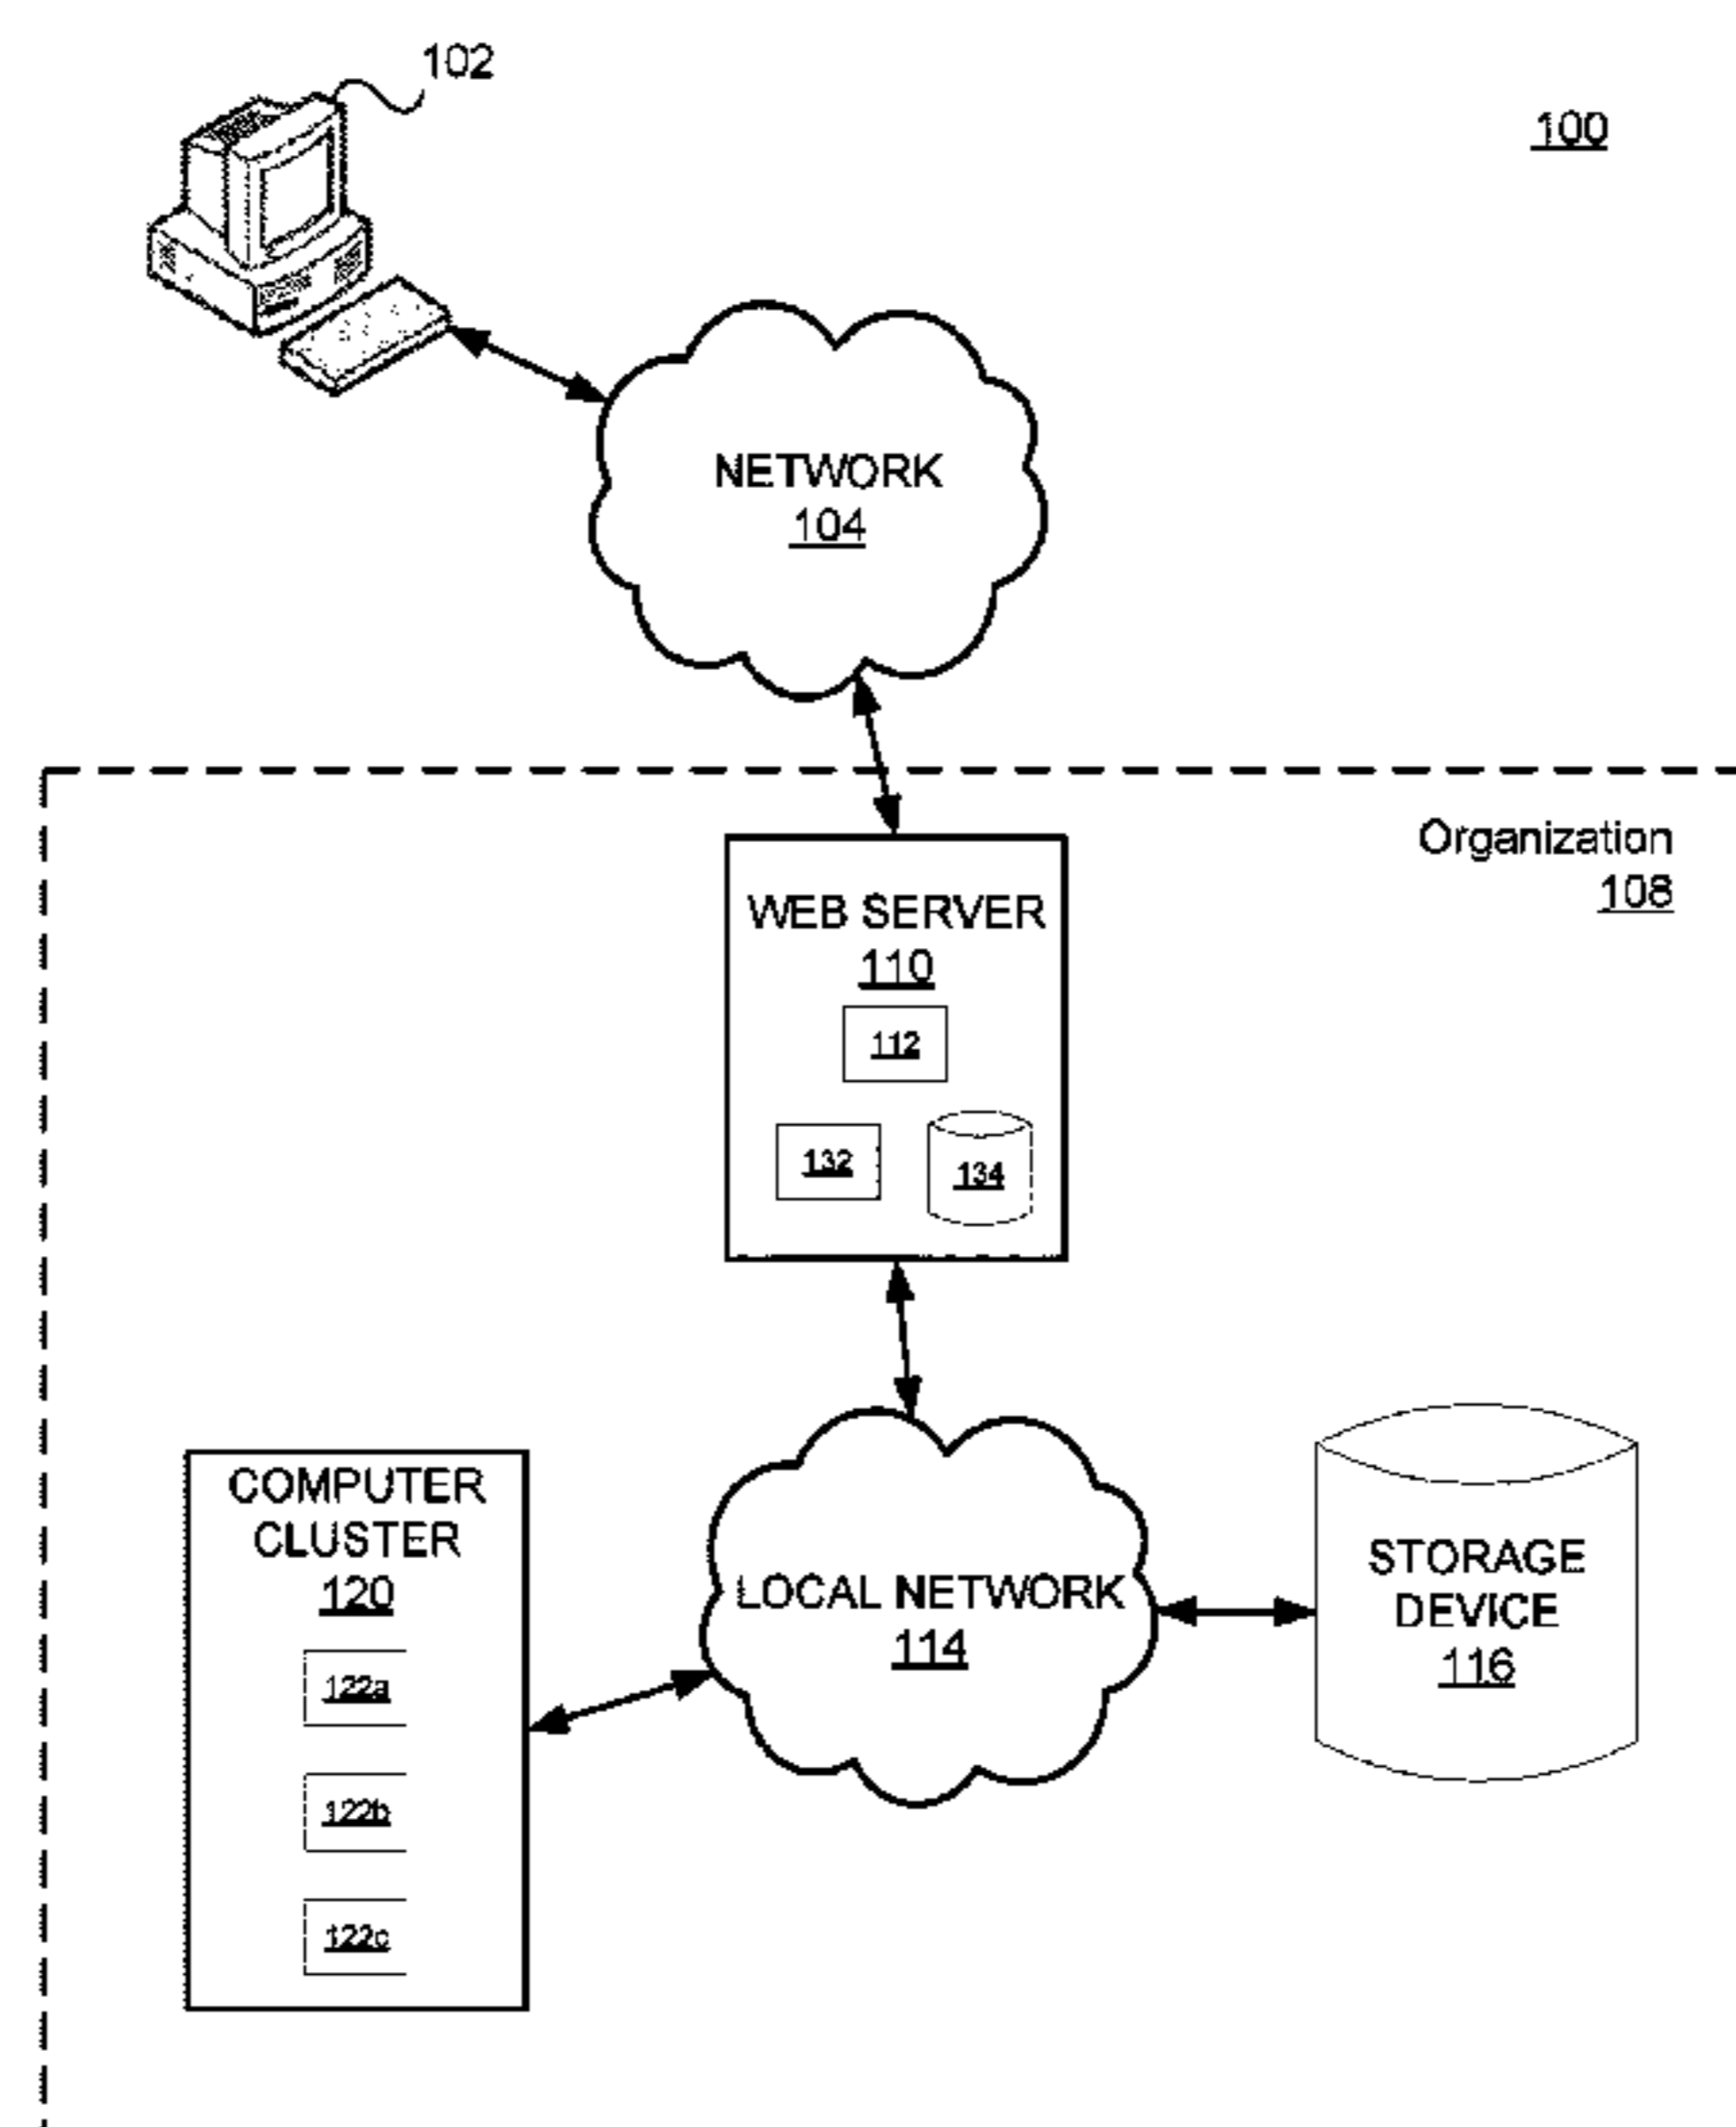 102
100
NETWORK
104
Organization
108
WEB SERVER
110
112
132
134
COMPUTER
CLUSTER
120
122a
122b
122c
LOCAL NETWORK
114
STORAGE
DEVICE
116